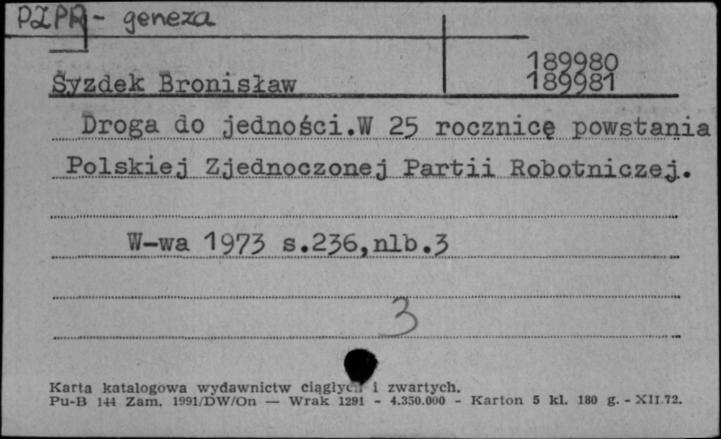 PZPR - geneza
189980
Syzdek Bronisław 189981
Droga do jedności.W 25 rocznicę powstania
Polskiej Zjednoczonej Partii Robotniczej.
W-wa 1973 s.236,nlb.3
3
Karta katalogowa wydawnictw ciągłych i zwartych.
Pu-B 144 Zam. 1991/DW/On — Wrak 1291 - 4.350.000 - Karton 5 kl. 180 g. - XII.72.